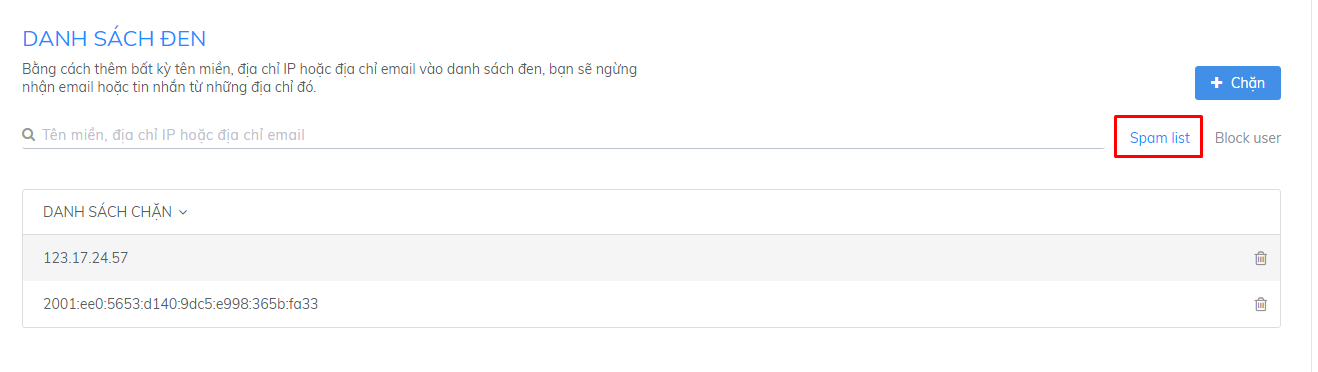 DANH SÁCH ĐEN
Bằng cách thêm bất kỳ tên miền, địa chỉ IP hoặc địa chỉ email vào danh sách đen, bạn sẽ ngừng
nhận email hoặc tin nhắn từ những địa chỉ đó.
+ Chặn
Tên miền, địa chỉ IP hoặc địa chỉ email
Spam list
Block user
DANH SÁCH CHẶN
123.17.24.57
2001:ee0:5653:d140:9dc5:e998:365b:fa33